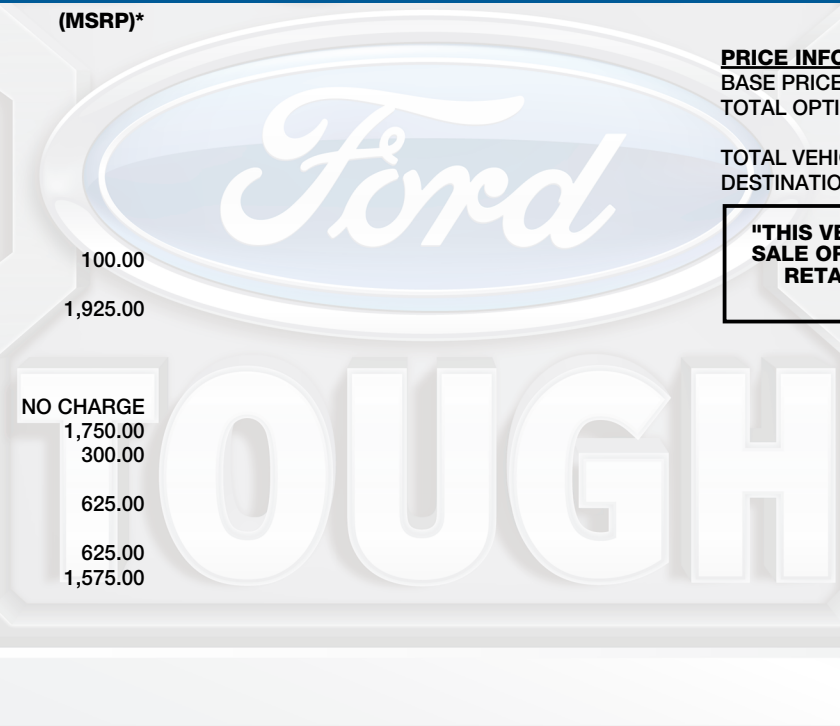 (MSRP)*
100.00
1,925.00
NO CHARGE
1,750.00
300.00
625.00
625.00
1,575.00
PRICE INFO
BASE PRICE
TOTAL OPTI
TOTAL VEHI
DESTINATIO
"THIS VE
SALE OF
RETA
Ford
TOUGH